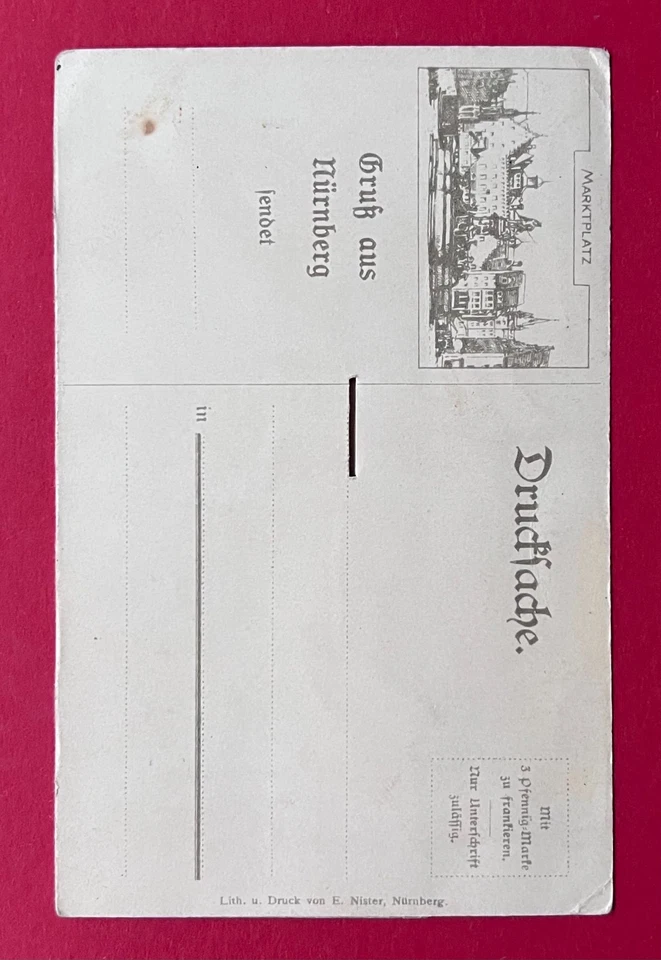 MARKTPLATZ
Gruß aus
Nürnberg
ſendet
Druckſache.
Mit
3 Pfennig-Marke
zu frankieren.
Nur Unterſchrift
zuläſſig.
in
Lith. u. Druck von E. Nister, Nürnberg.